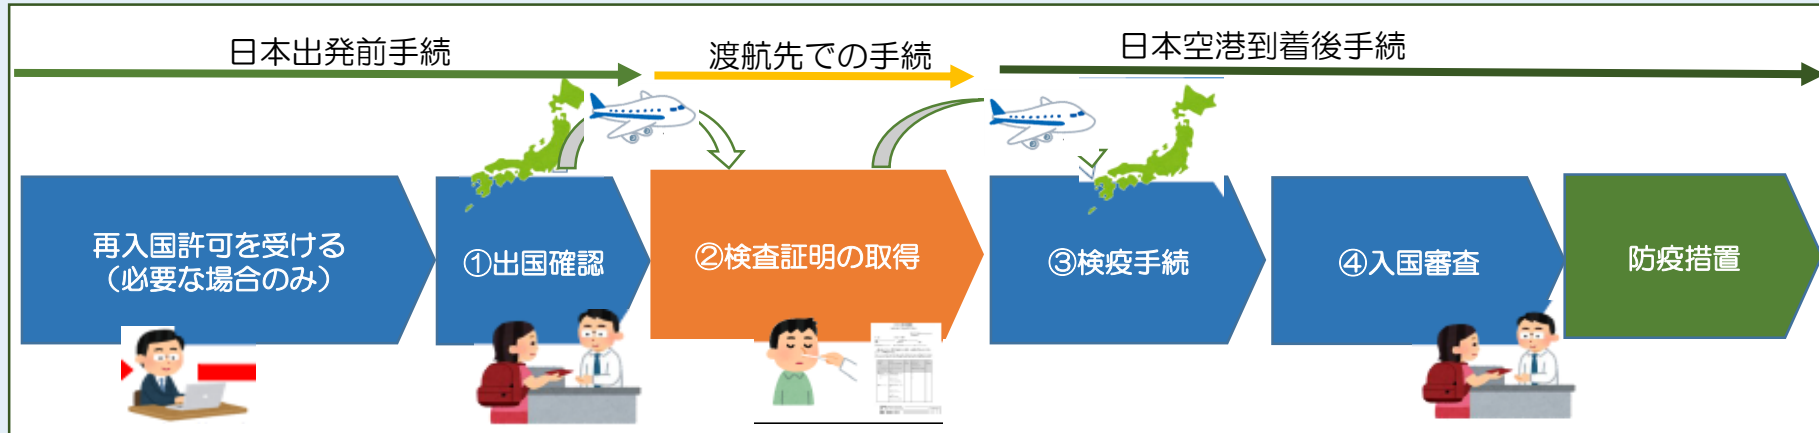 日本出発前手続
渡航先での手続
日本空港到着後手続
再入国許可を受ける
（必要な場合のみ）
①出国確認
②検査証明の取得
③検疫手続
④入国審査
防疫措置